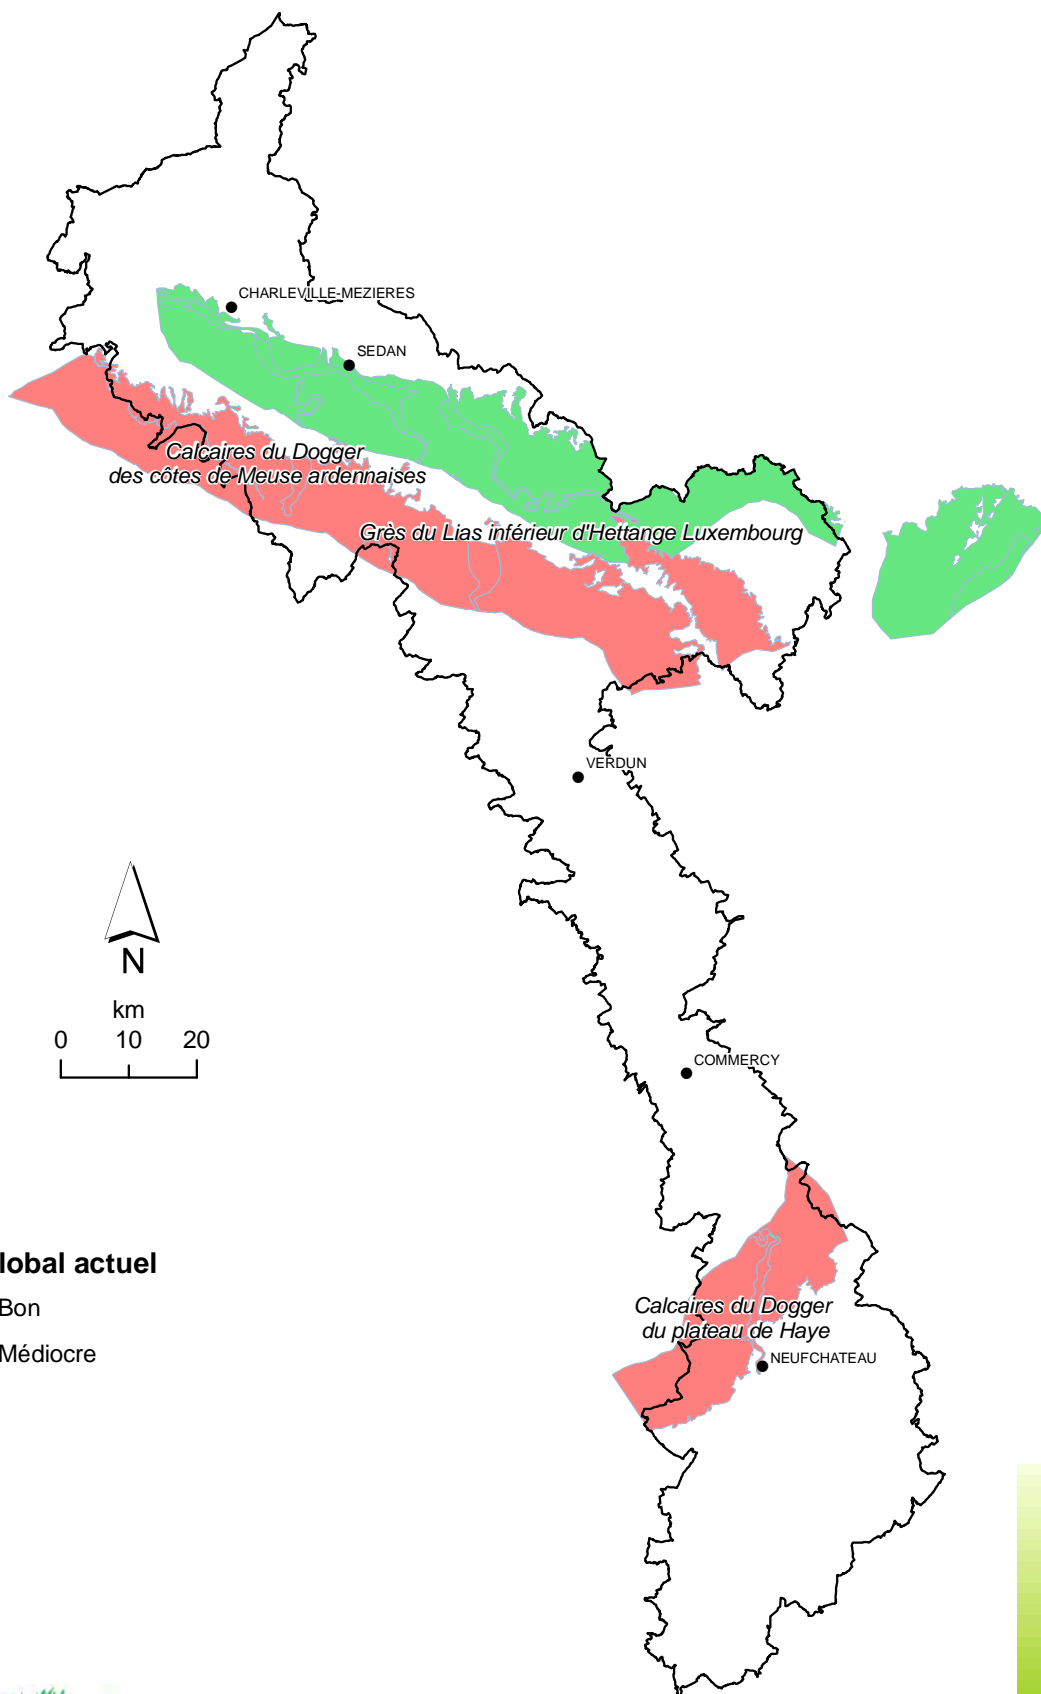 CHARLEVILLE-MEZIERES
SEDAN
Calcaires du Dogger
des côtes de Meuse ardennaises
Grès du Lias inférieur d'Hettange Luxembourg
VERDUN
N
km
0 10 20
COMMERCY
lobal actuel
Bon
Médiocre
Calcaires du Dogger
du plateau de Haye
NEUFCHATEAU